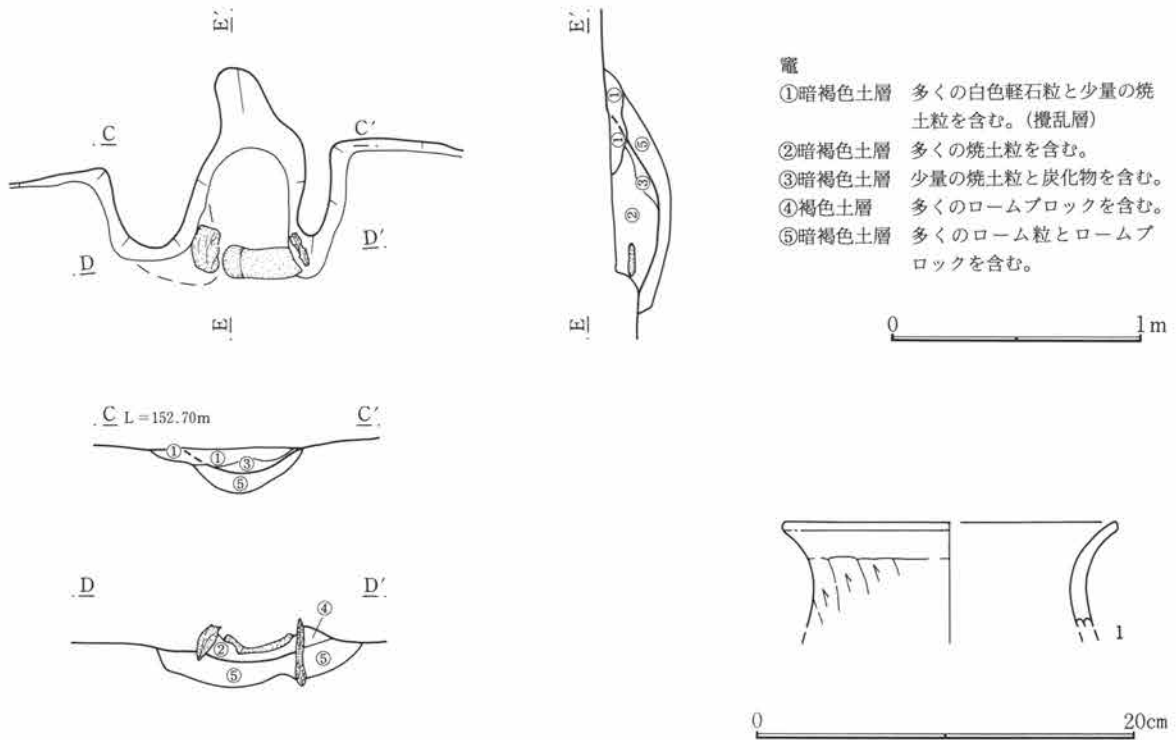 E′
E′
C
C′
D
D′
E
E
① ① ⑤ ③ ②
竈
①暗褐色土層 多くの白色軽石粒と少量の焼
土粒を含む。(攪乱層)
②暗褐色土層 多くの焼土粒を含む。
③暗褐色土層 少量の焼土粒と炭化物を含む。
④褐色土層 多くのロームブロックを含む。
⑤暗褐色土層 多くのローム粒とロームブ
ロックを含む。
0 1m
C L=152.70m C′
① ① ③
⑤
D D′
④
② ⑤
⑤
1
0 20cm